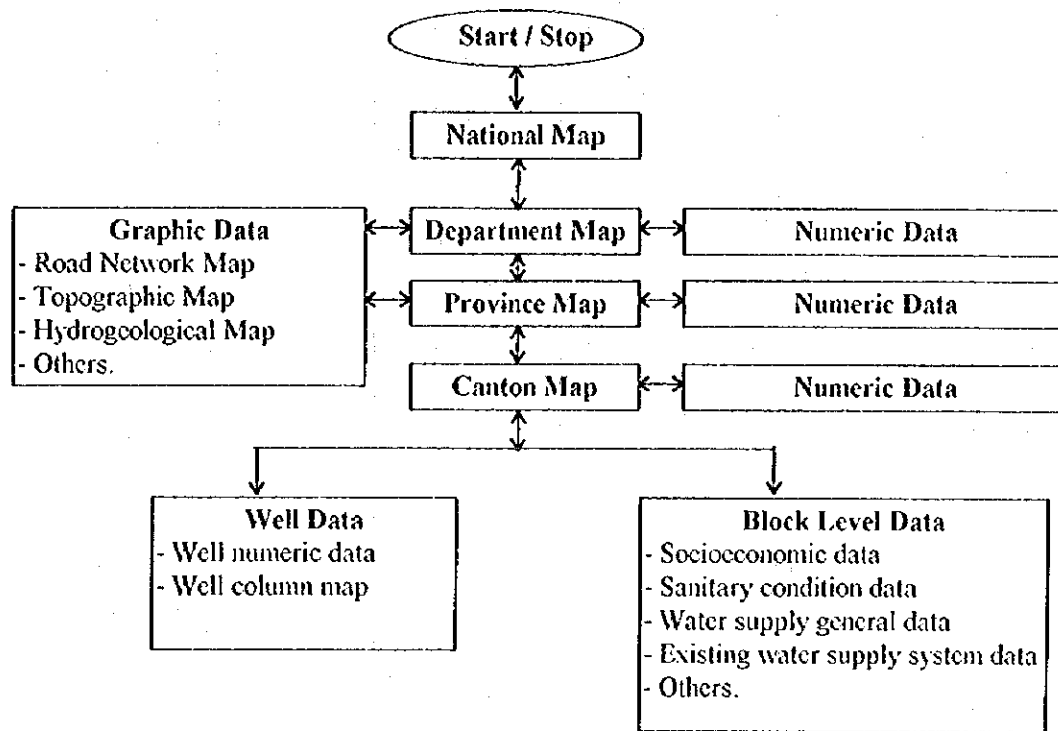 Start / Stop
National Map
Graphic Data
- Road Network Map
- Topographic Map
- Hydrogeological Map
- Others.
Department Map
Numeric Data
Province Map
Numeric Data
Canton Map
Numeric Data
Well Data
- Well numeric data
- Well column map
Block Level Data
- Socioeconomic data
- Sanitary condition data
- Water supply general data
- Existing water supply system data
- Others.